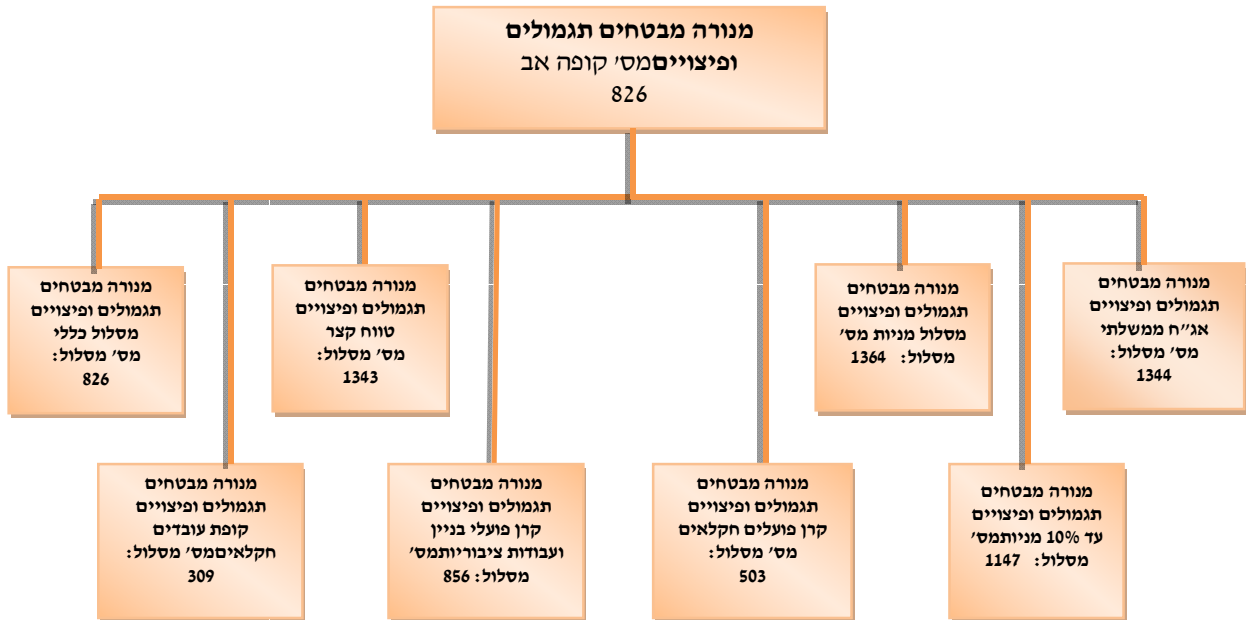 מנורה מבטחים תגמולים
ופיצוייםמס׳ קופה אב
826
מנורה מבטחים
תגמולים ופיצויים
אג״ח ממשלתי
מס׳ מסלול:
1344
מנורה מבטחים
תגמולים ופיצויים
מסלול מניות מס׳
מסלול: 1364
מנורה מבטחים
תגמולים ופיצויים
טווח קצר
מס׳ מסלול:
1343
מנורה מבטחים
תגמולים ופיצויים
מסלול כללי
מס׳ מסלול:
826
מנורה מבטחים
תגמולים ופיצויים
עד 10% מניותמס׳
מסלול: 1147
מנורה מבטחים
תגמולים ופיצויים
קרן פועלים חקלאים
מס׳ מסלול:
503
מנורה מבטחים
תגמולים ופיצויים
קרן פועלי בניין
ועבודות ציבוריותמס׳
מסלול: 856
מנורה מבטחים
תגמולים ופיצויים
קופת עובדים
חקלאיםמס׳ מסלול:
309